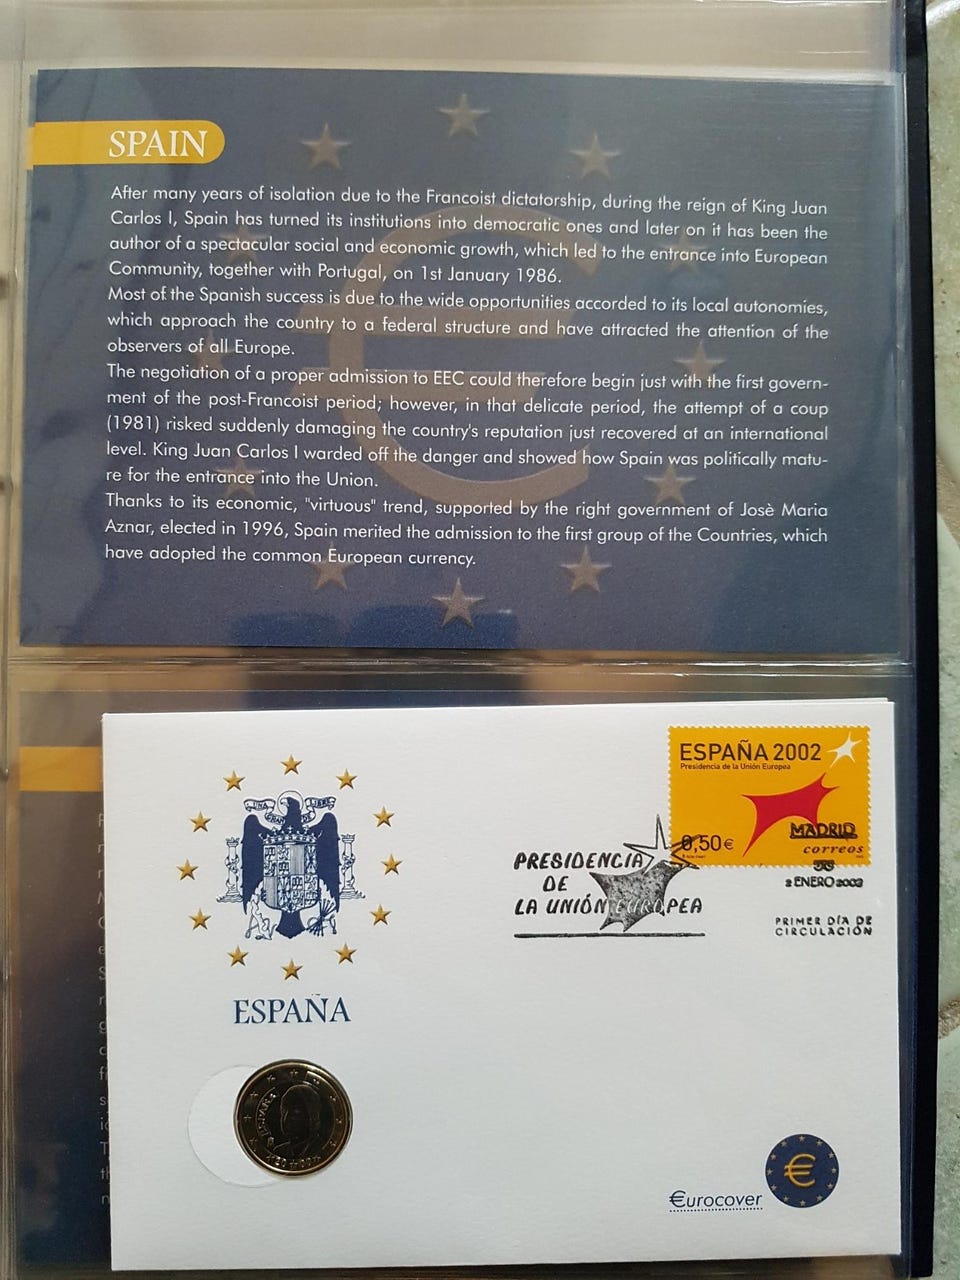 SPAIN
After many years of isolation due to the Francoist dictatorship, during the reign of King Juan
Carlos I, Spain has turned its institutions into democratic ones and later on it has been the
author of a spectacular social and economic growth, which led to the entrance into European
Community, together with Portugal, on 1st January 1986.
Most of the Spanish success is due to the wide opportunities accorded to its local autonomies,
which approach the country to a federal structure and have attracted the attention of the
observers of all Europe.
The negotiation of a proper admission to EEC could therefore begin just with the first govern-
ment of the post-Francoist period; however, in that delicate period, the attempt of a coup
(1981) risked suddenly damaging the country's reputation just recovered at an international
level. King Juan Carlos I warded off the danger and showed how Spain was politically matu-
re for the entrance into the Union.
Thanks to its economic, "virtuous" trend, supported by the right government of Josè Maria
Aznar, elected in 1996, Spain merited the admission to the first group of the Countries, which
have adopted the common European currency.
ESPAÑA 2002
Presidencia de la Unión Europea
0,50€
MADRID
correos
2 ENERO 2002
PRIMER DÍA DE
CIRCULACIÓN
PRESIDENCIA
DE
LA UNIÓN EUROPEA
UNA
LIBRE
ESPAÑA
ESPAÑA
€urocover
€